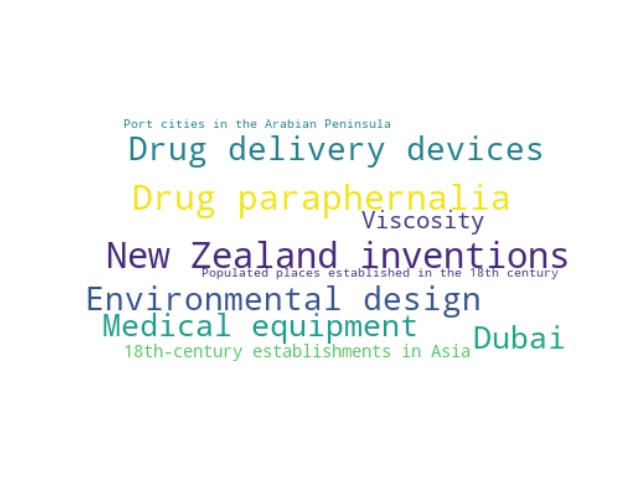 Port cities in the Arabian Peninsula
Drug delivery devices
Drug paraphernalia
Viscosity
New Zealand inventions
Populated places established in the 18th century
Environmental design
Medical equipment
Dubai
18th-century establishments in Asia